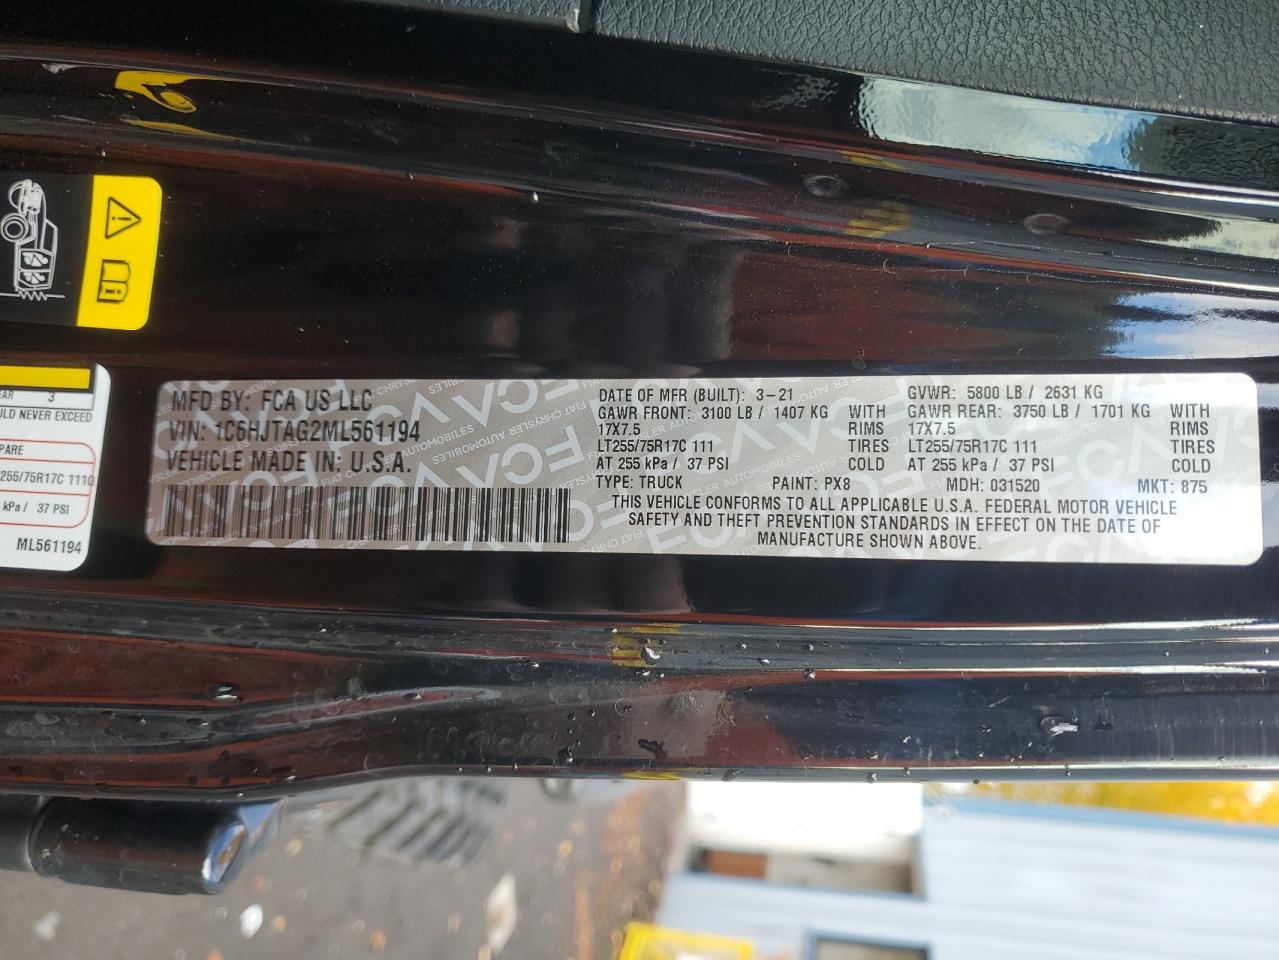 EAR 3
ULD NEVER EXCEED
PARE
255/75R17C 111Q
kPa / 37 PSI
ML561194
MFD BY: FCA US LLC
VIN: 1C6HJTAG2ML561194
VEHICLE MADE IN: U.S.A.
DATE OF MFR (BUILT): 3-21 GVWR: 5800 LB / 2631 KG
GAWR FRONT: 3100 LB / 1407 KG WITH GAWR REAR: 3750 LB / 1701 KG WITH
17X7.5 RIMS 17X7.5 RIMS
LT255/75R17C 111 TIRES LT255/75R17C 111 TIRES
AT 255 kPa / 37 PSI COLD AT 255 kPa / 37 PSI COLD
TYPE: TRUCK PAINT: PX8 MDH: 031520 MKT: 875
THIS VEHICLE CONFORMS TO ALL APPLICABLE U.S.A. FEDERAL MOTOR VEHICLE
SAFETY AND THEFT PREVENTION STANDARDS IN EFFECT ON THE DATE OF
MANUFACTURE SHOWN ABOVE.